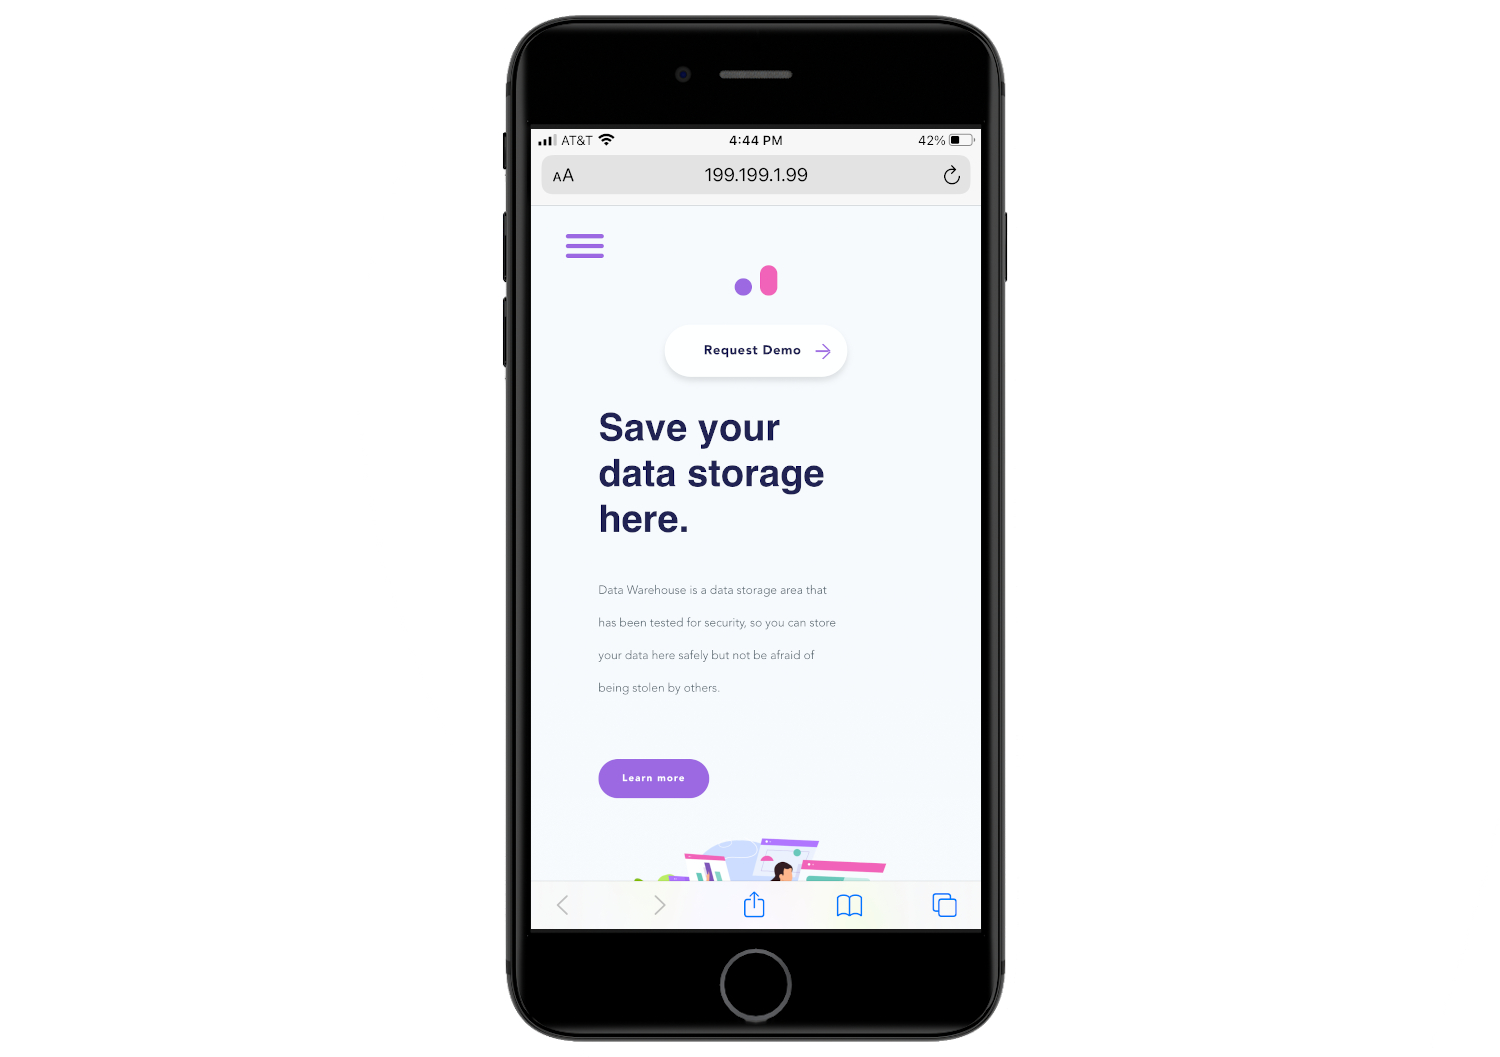 AT&T 4:44 PM 42%
AA 199.199.1.99
Request Demo
Save your
data storage
here.
Data Warehouse is a data storage area that
has been tested for security, so you can store
your data here safely but not be afraid of
being stolen by others.
Learn more